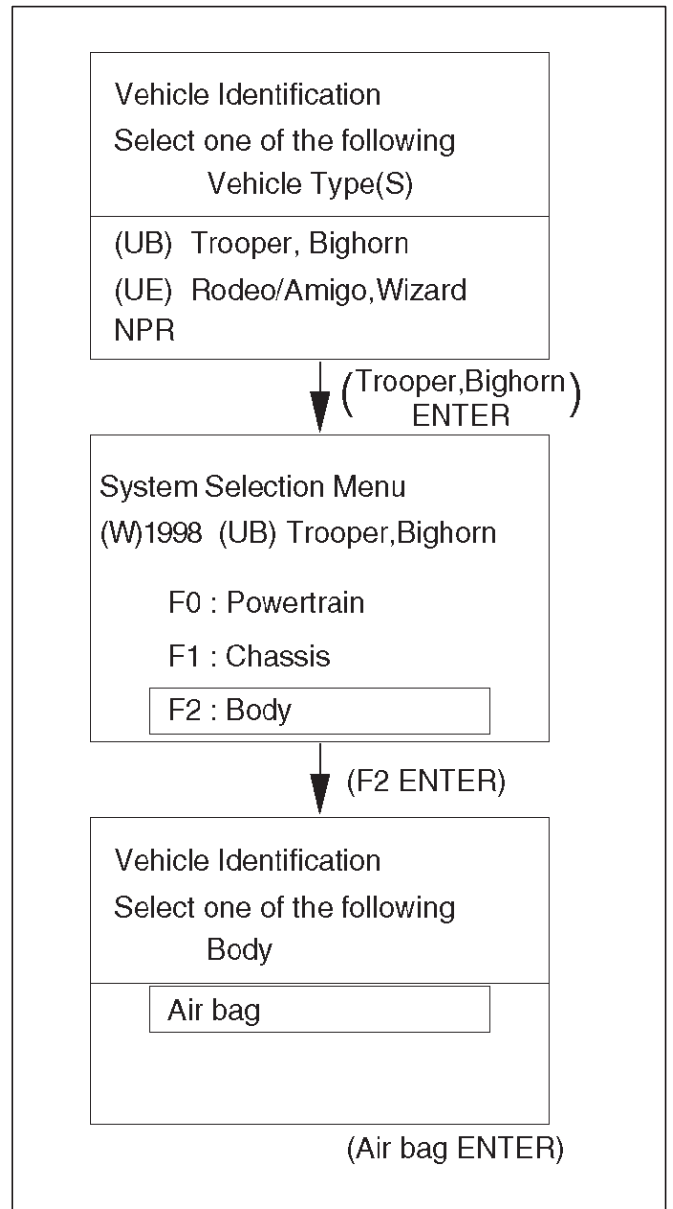 Vehicle Identification
Select one of the following
Vehicle Type(S)
(UB) Trooper, Bighorn
(UE) Rodeo/Amigo,Wizard
NPR
(Trooper,Bighorn)
ENTER
System Selection Menu
(W)1998 (UB) Trooper,Bighorn
F0 : Powertrain
F1 : Chassis
F2 : Body
(F2 ENTER)
Vehicle Identification
Select one of the following
Body
Air bag
(Air bag ENTER)